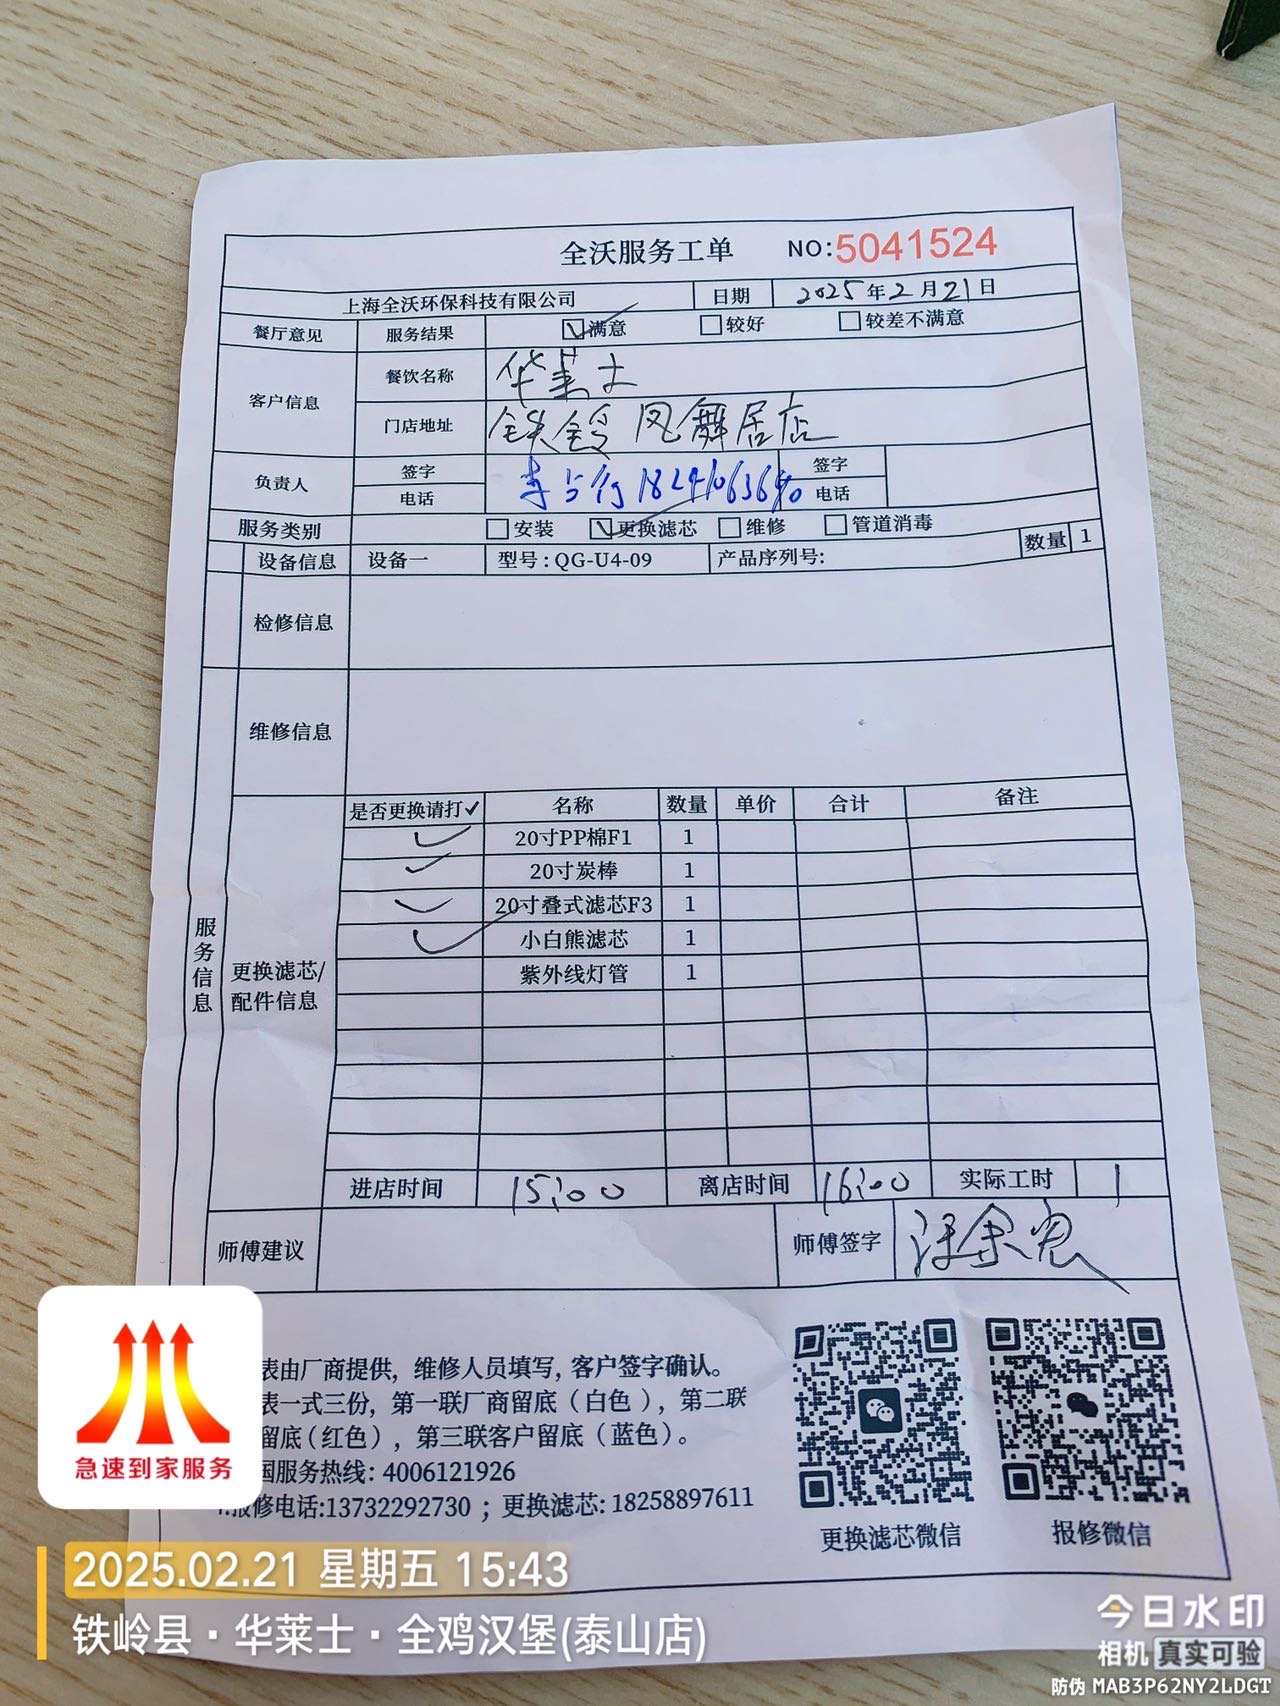 全沃服务工单 NO:5041524
上海全沃环保科技有限公司 日期 2025年2月21日
餐厅意见 服务结果 ☑满意 □较好 □较差不满意
客户信息 餐饮名称 华莱士
门店地址 铁岭凤舞居店
负责人 签字 签字
电话 电话
服务类别 □安装 ☑更换滤芯 □维修 □管道消毒
设备信息 设备一 型号:QG-U4-09 产品序列号: 数量 1
检修信息
维修信息
服务信息
更换滤芯/
配件信息
是否更换请打✓ 名称 数量 单价 合计 备注
✓ 20寸PP棉F1 1
✓ 20寸炭棒 1
✓ 20寸叠式滤芯F3 1
✓ 小白熊滤芯 1
紫外线灯管 1
进店时间 15:00 离店时间 16:00 实际工时 1
师傅建议 师傅签字
表由厂商提供，维修人员填写，客户签字确认。
表一式三份，第一联厂商留底（白色），第二联
留底（红色），第三联客户留底（蓝色）。
国服务热线：4006121926
报修电话:13732292730；更换滤芯:18258897611
更换滤芯微信 报修微信
急速到家服务
2025.02.21 星期五 15:43
铁岭县·华莱士·全鸡汉堡(泰山店)
今日水印
相机 真实可验
防伪 MAB3P62NY2LDGT